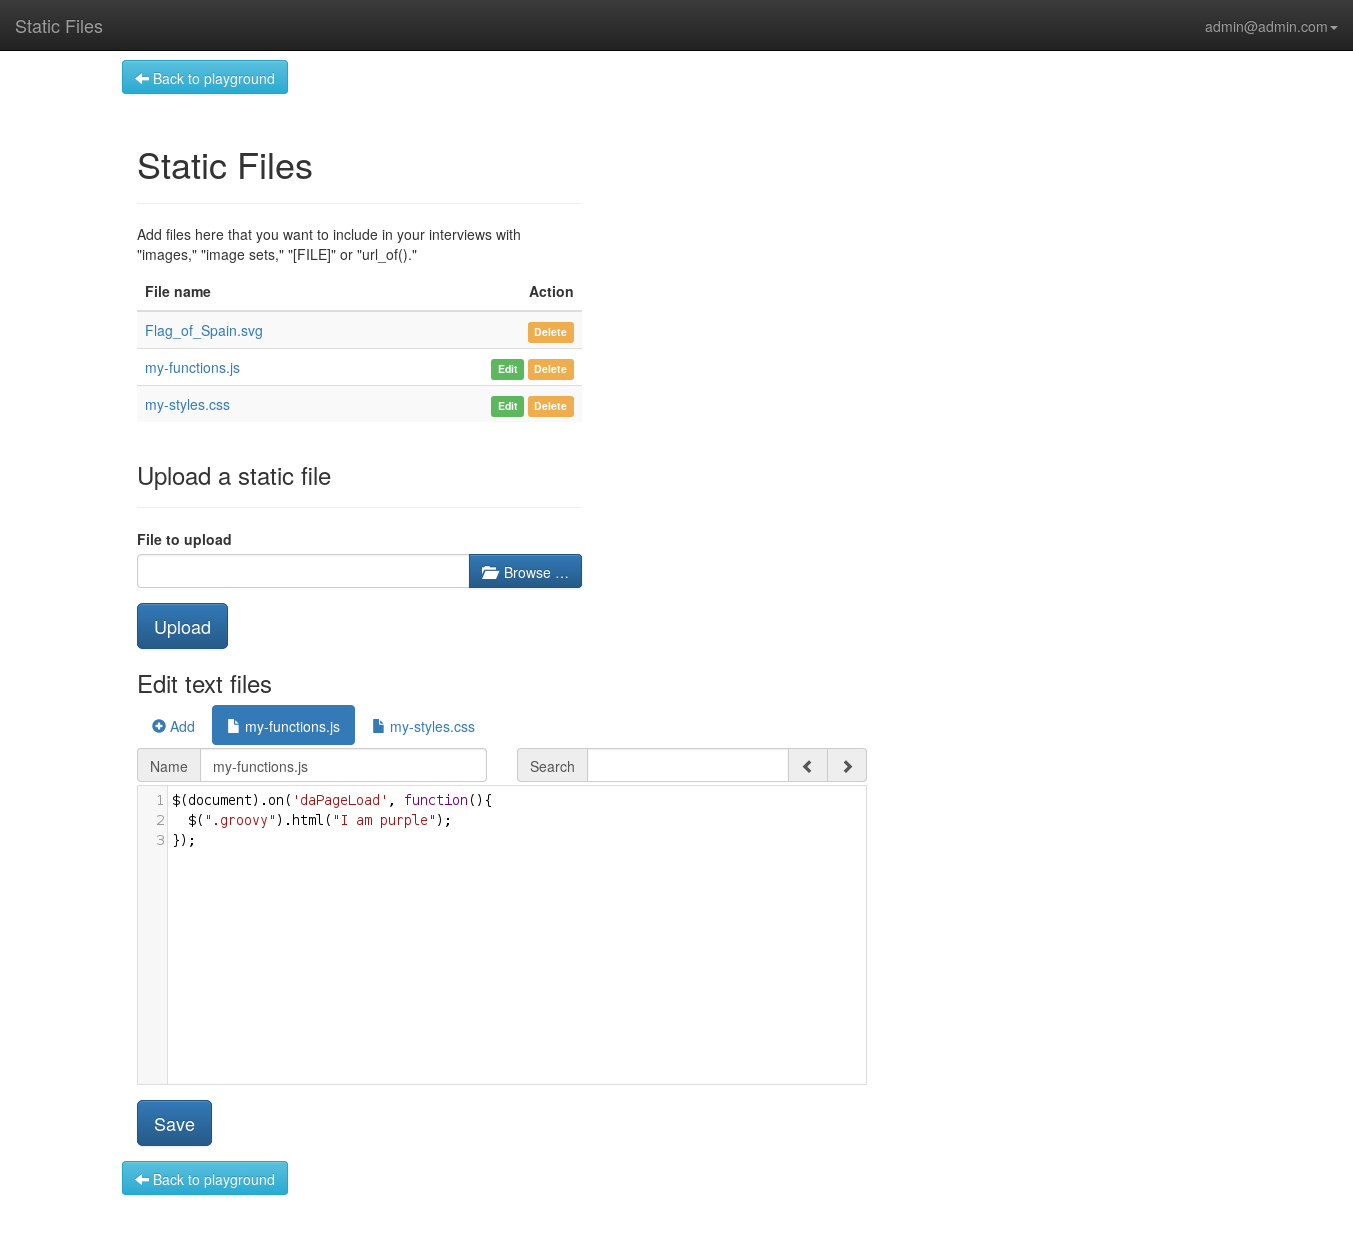 Static Files
admin@admin.com
Back to playground
Static Files
Add files here that you want to include in your interviews with
"images," "image sets," "[FILE]" or "url_of()."
File name Action
Flag_of_Spain.svg Delete
my-functions.js Edit Delete
my-styles.css Edit Delete
Upload a static file
File to upload
Browse …
Upload
Edit text files
Add my-functions.js my-styles.css
Name my-functions.js Search
1 $(document).on('daPageLoad', function(){
2   $(".groovy").html("I am purple");
3 });
Save
Back to playground